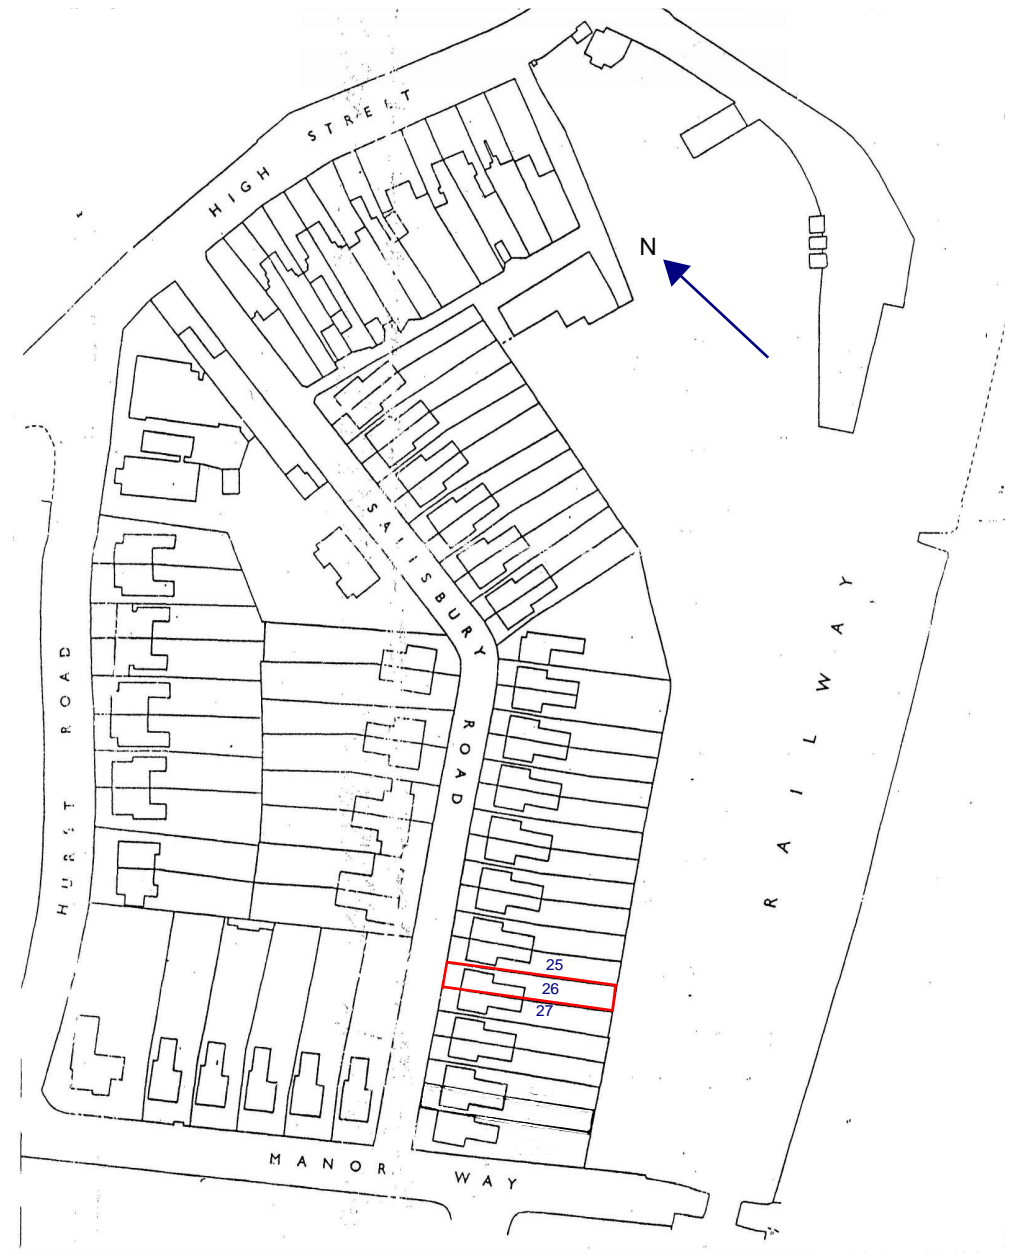 HIGH STREET
N
SALISBURY ROAD
HURST ROAD
RAILWAY
25
26
27
MANOR WAY